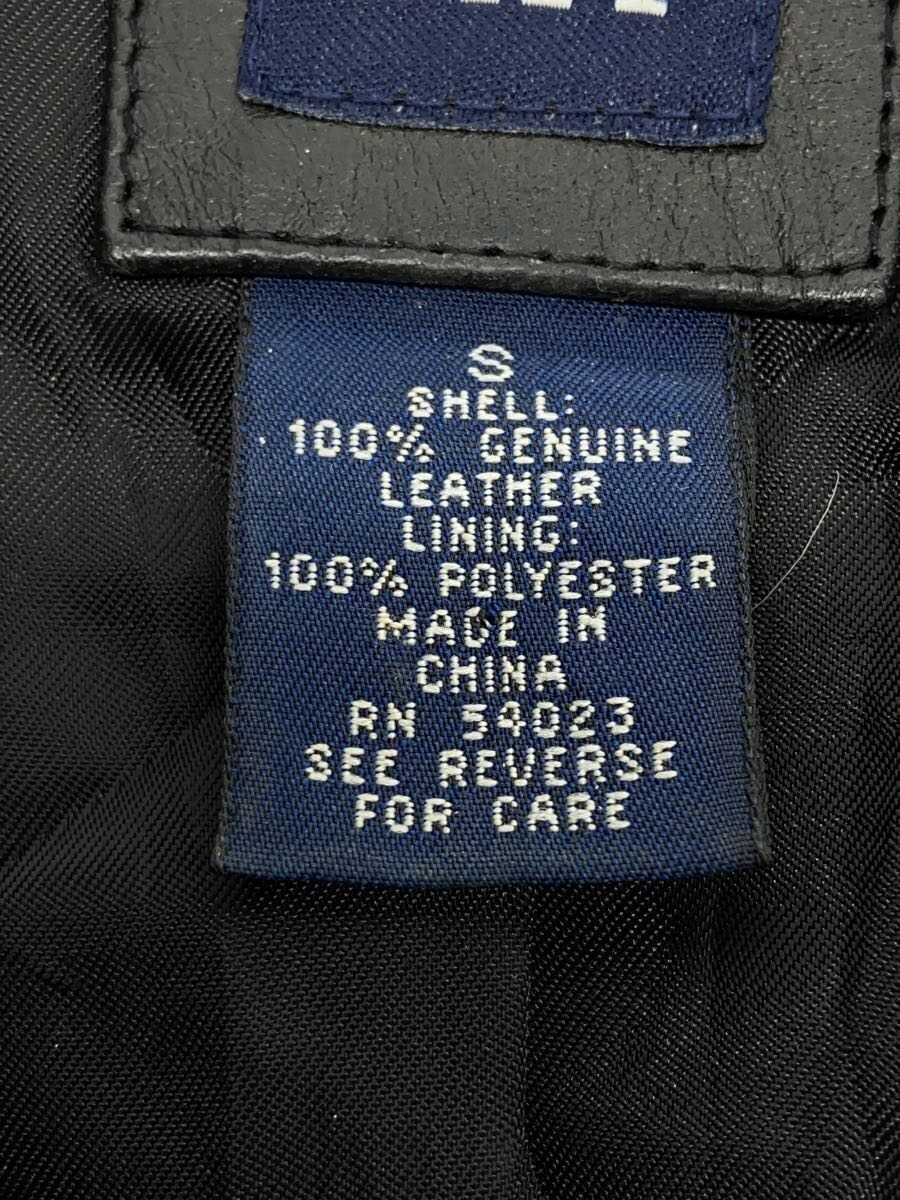 S
SHELL:
100% GENUINE
LEATHER
LINING:
100% POLYESTER
MADE IN
CHINA
RN 54023
SEE REVERSE
FOR CARE